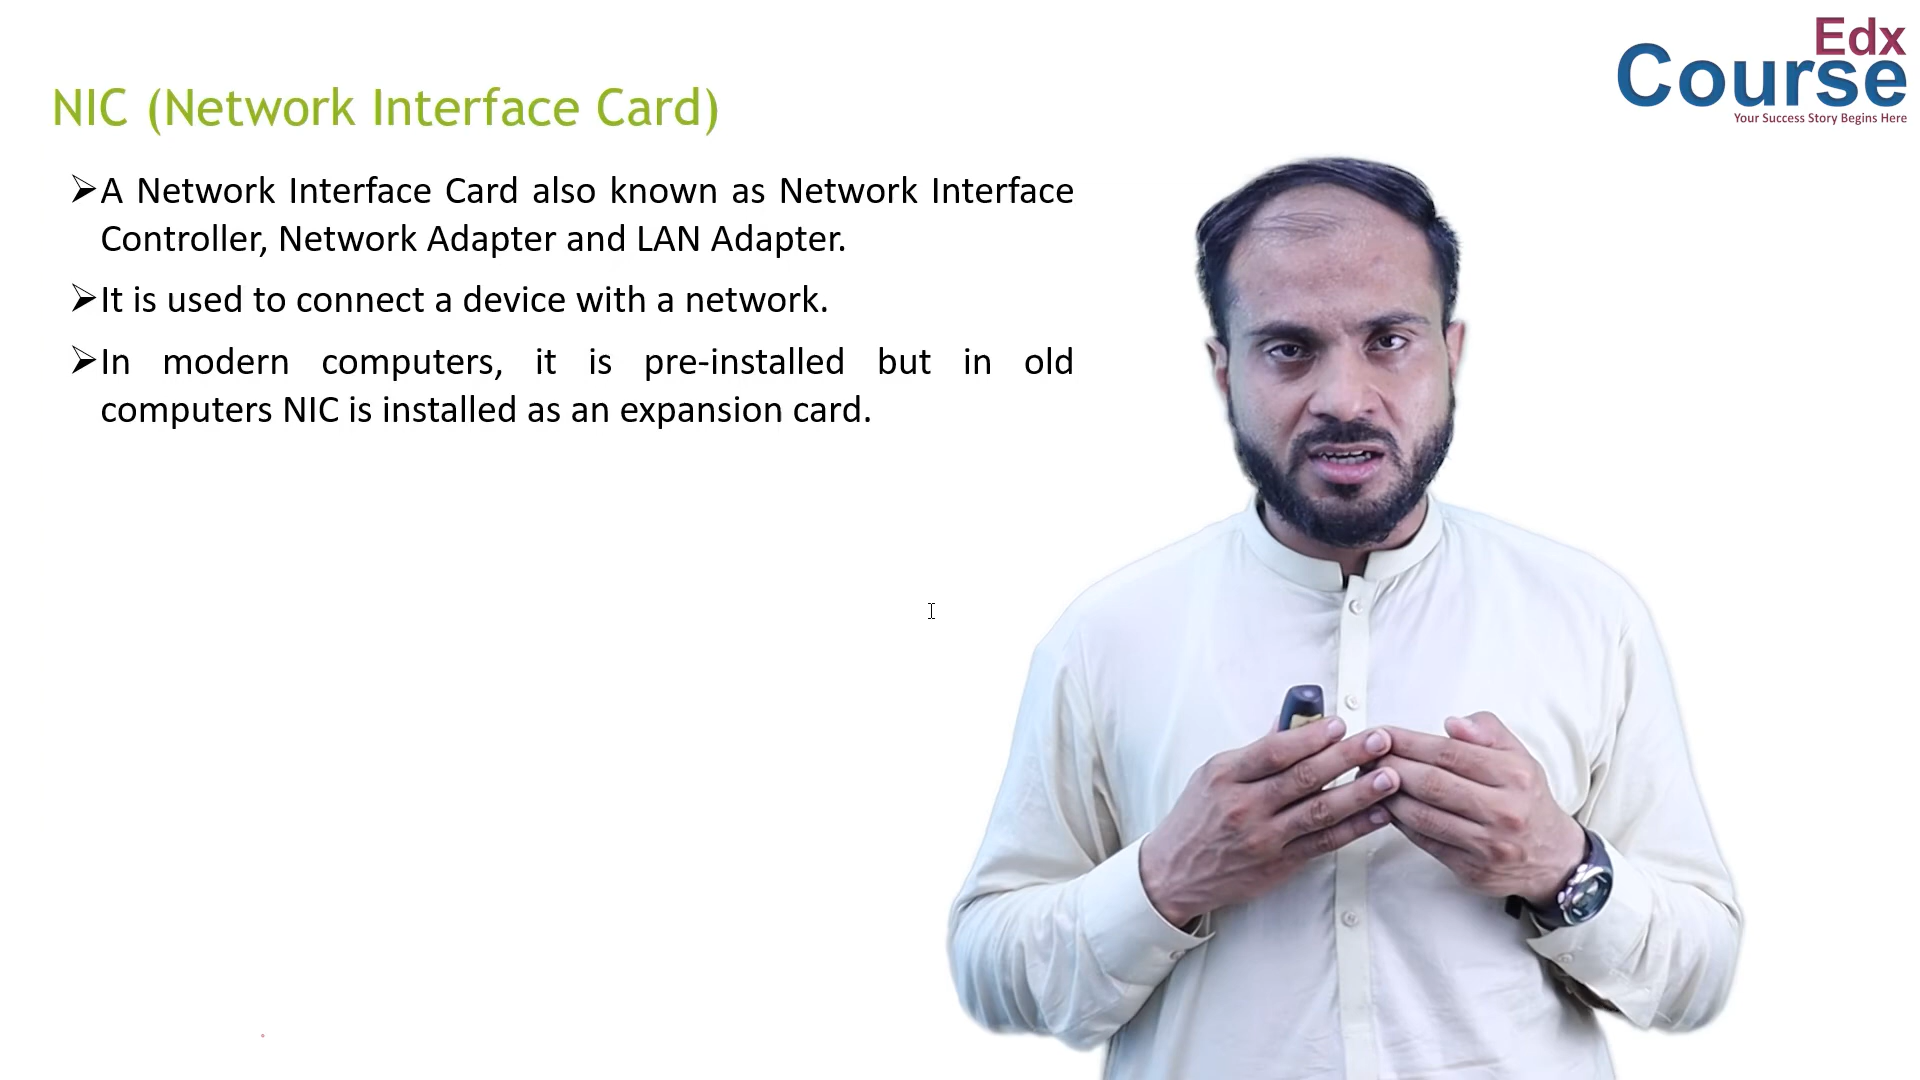 Edx
Course
Your Success Story Begins Here
NIC (Network Interface Card)
➢A Network Interface Card also known as Network Interface
Controller, Network Adapter and LAN Adapter.
➢It is used to connect a device with a network.
➢In modern computers, it is pre-installed but in old
computers NIC is installed as an expansion card.